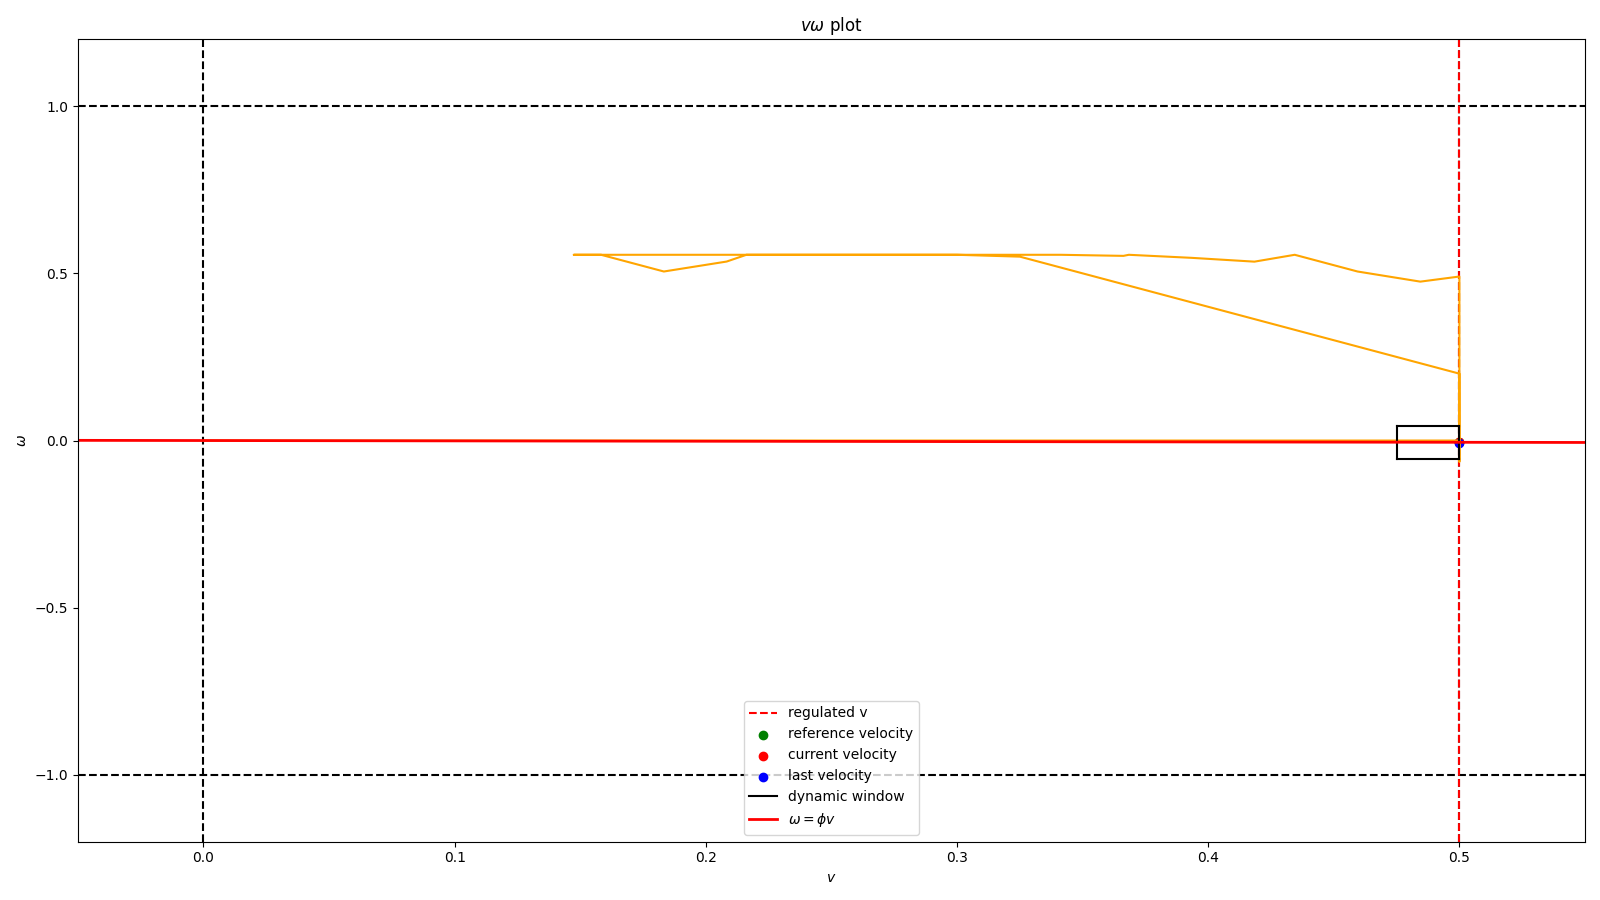 vω plot
1.0
0.5
0.0
−0.5
−1.0
ω
regulated v
reference velocity
current velocity
last velocity
dynamic window
ω = ϕv
0.0 0.1 0.2 0.3 0.4 0.5
v